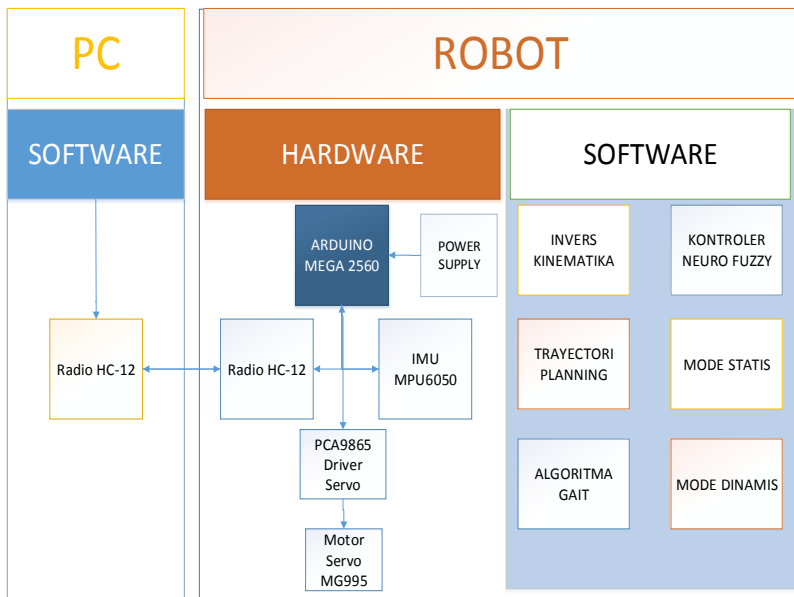 PC
ROBOT
SOFTWARE
HARDWARE
SOFTWARE
ARDUINO
MEGA 2560
POWER
SUPPLY
INVERS
KINEMATIKA
KONTROLER
NEURO FUZZY
Radio HC-12
Radio HC-12
IMU
MPU6050
TRAYECTORI
PLANNING
MODE STATIS
PCA9865
Driver
Servo
ALGORITMA
GAIT
MODE DINAMIS
Motor
Servo
MG995